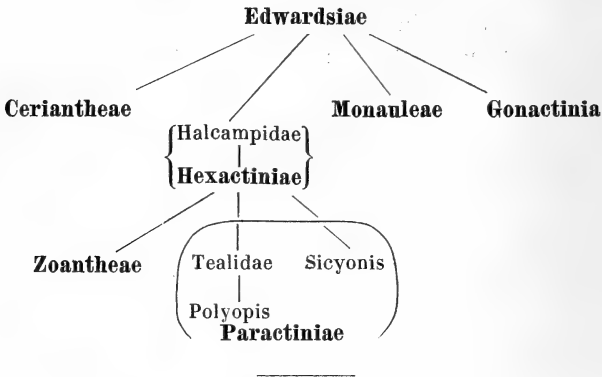 Edwardsiae
Ceriantheae Monauleae Gonactinia
Halcampidae
Hexactiniae
Zoantheae Tealidae Sicyonis
Polyopis
Paractiniae